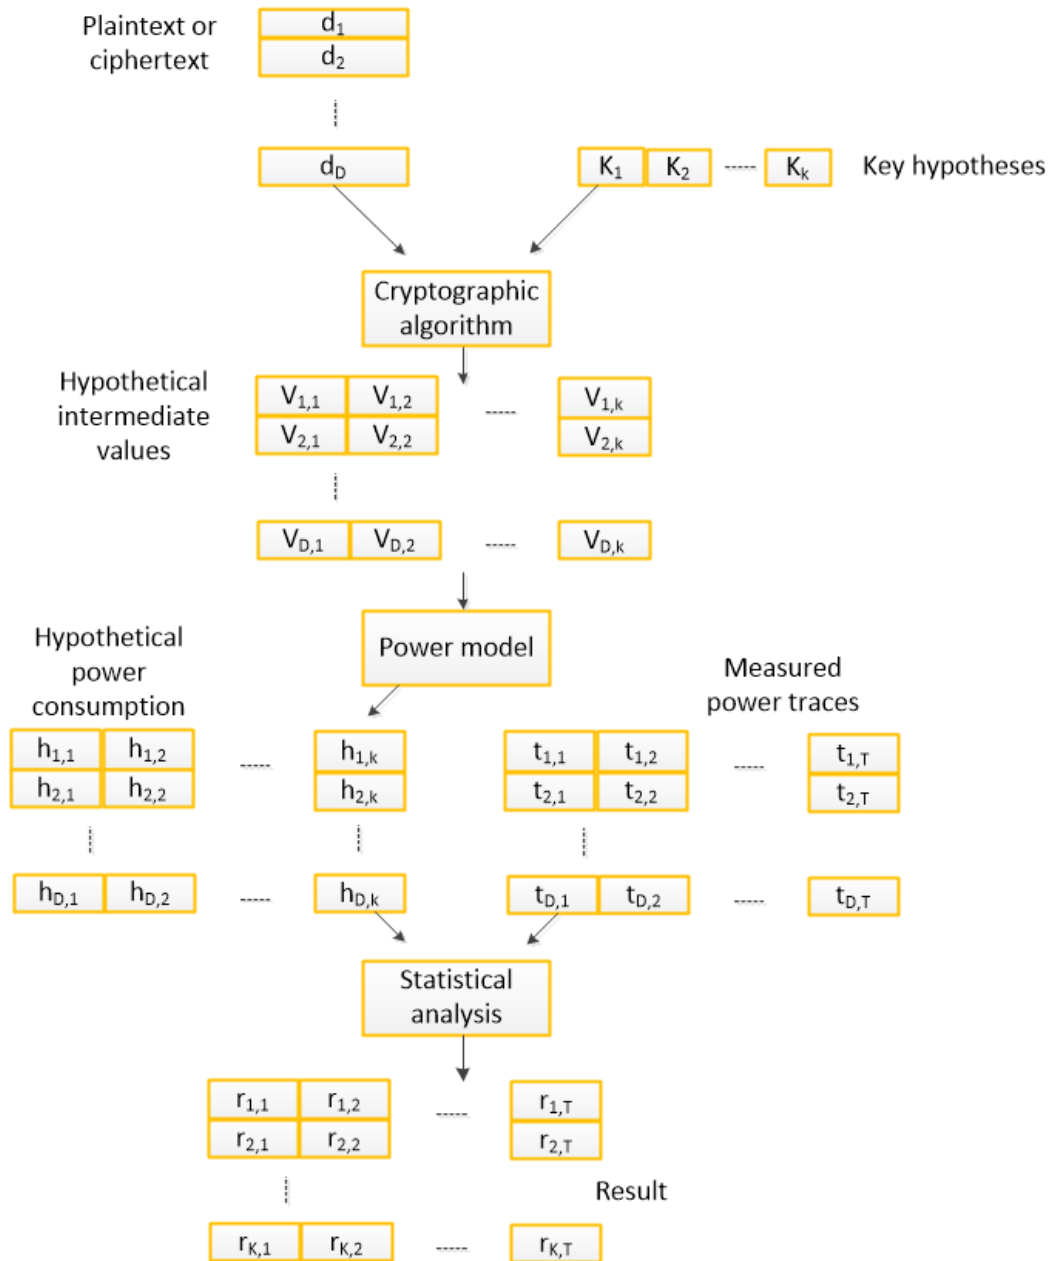 Plaintext or
ciphertext
d1
d2
dD
K1 K2 ----- Kk
Key hypotheses
Cryptographic
algorithm
Hypothetical
intermediate
values
V1,1 V1,2 ----- V1,k
V2,1 V2,2 V2,k
VD,1 VD,2 ----- VD,k
Power model
Hypothetical
power
consumption
Measured
power traces
h1,1 h1,2 ----- h1,k
h2,1 h2,2 h2,k
hD,1 hD,2 ----- hD,k
t1,1 t1,2 ----- t1,T
t2,1 t2,2 t2,T
tD,1 tD,2 ----- tD,T
Statistical
analysis
r1,1 r1,2 ----- r1,T
r2,1 r2,2 r2,T
Result
rK,1 rK,2 ----- rK,T